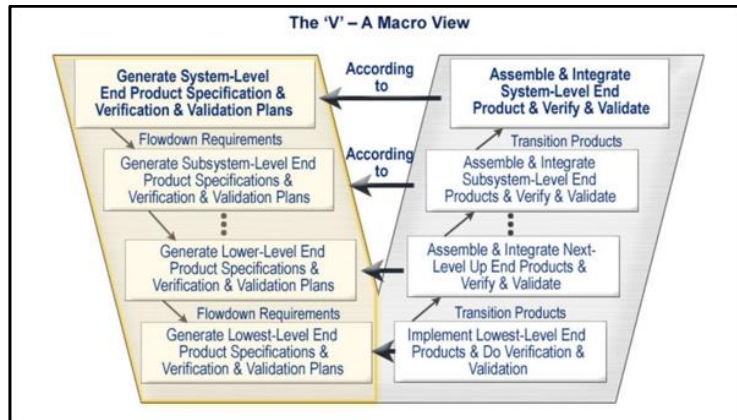 The ‘V’ – A Macro View
Generate System-Level
End Product Specification &
Verification & Validation Plans
According
to
Assemble & Integrate
System-Level End
Product & Verify & Validate
Flowdown Requirements
Transition Products
Generate Subsystem-Level End
Product Specifications &
Verification & Validation Plans
According
to
Assemble & Integrate
Subsystem-Level End
Products & Verify & Validate
Generate Lower-Level End
Product Specifications &
Verification & Validation Plans
Assemble & Integrate Next-
Level Up End Products &
Verify & Validate
Flowdown Requirements
Transition Products
Generate Lowest-Level End
Product Specifications &
Verification & Validation Plans
Implement Lowest-Level End
Products & Do Verification &
Validation